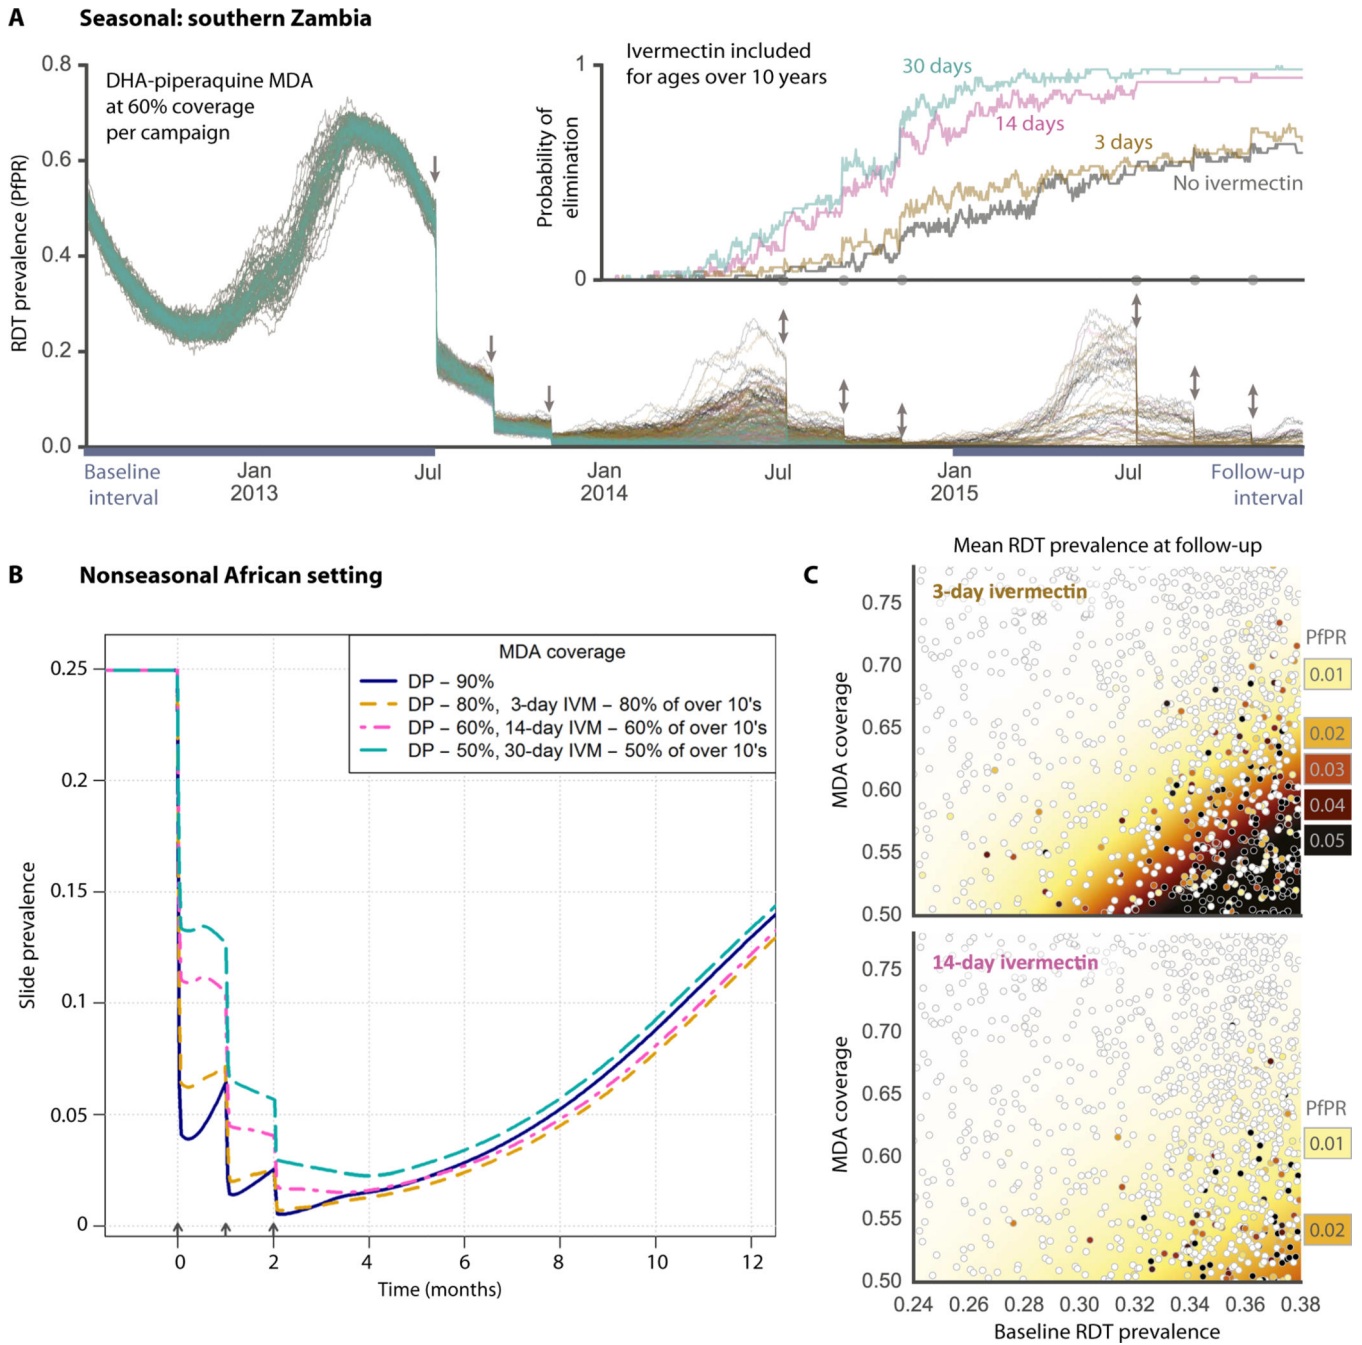 A Seasonal: southern Zambia
RDT prevalence (PfPR)
0.8
0.6
0.4
0.2
0.0
DHA-piperaquine MDA
at 60% coverage
per campaign
Ivermectin included
for ages over 10 years
Probability of
elimination
1
0
30 days
14 days
3 days
No ivermectin
Baseline
interval
Jan
2013
Jul
Jan
2014
Jul
Jan
2015
Jul
Follow-up
interval
B Nonseasonal African setting
Slide prevalence
0.25
0.2
0.15
0.1
0.05
0
MDA coverage
DP – 90%
DP – 80%, 3-day IVM – 80% of over 10's
DP – 60%, 14-day IVM – 60% of over 10's
DP – 50%, 30-day IVM – 50% of over 10's
0 2 4 6 8 10 12
Time (months)
C
Mean RDT prevalence at follow-up
3-day ivermectin
MDA coverage
0.75
0.70
0.65
0.60
0.55
0.50
PfPR
0.01
0.02
0.03
0.04
0.05
14-day ivermectin
MDA coverage
0.75
0.70
0.65
0.60
0.55
0.50
PfPR
0.01
0.02
0.24 0.26 0.28 0.30 0.32 0.34 0.36 0.38
Baseline RDT prevalence